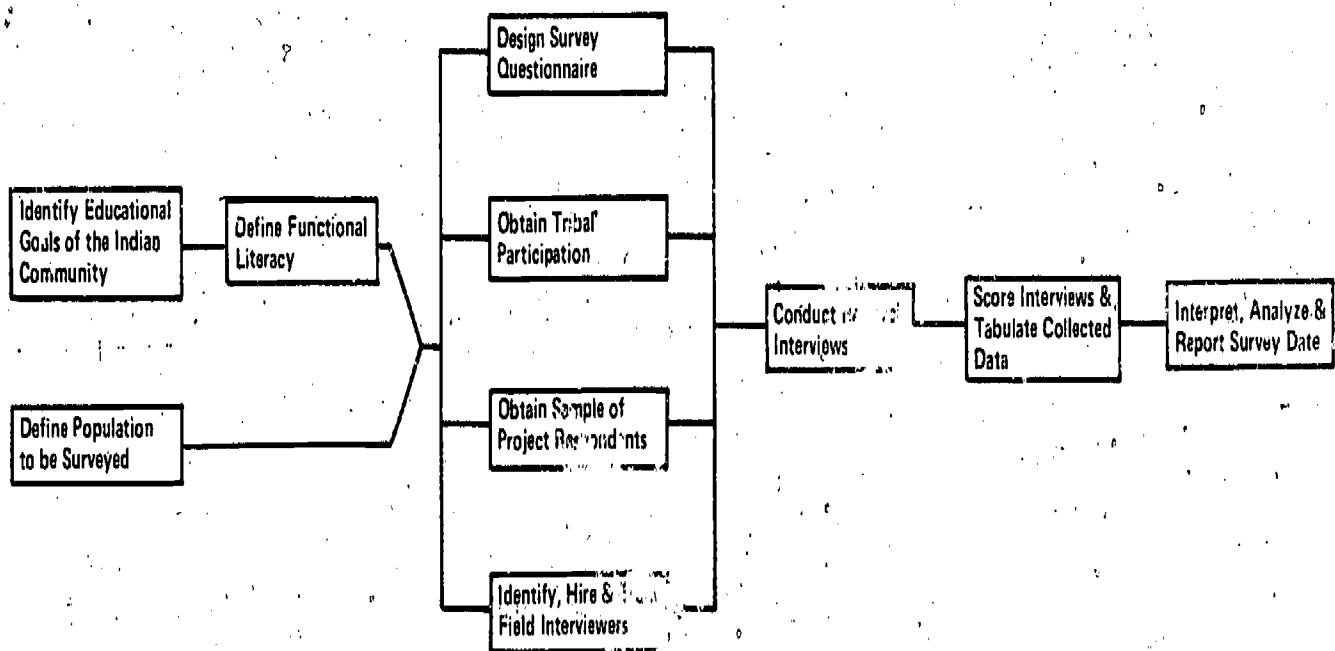 Identify Educational
Goals of the Indian
Community
Define Functional
Literacy
Define Population
to be Surveyed
Design Survey
Questionnaire
Obtain Tribal
Participation
Obtain Sample of
Project Respondents
Identify, Hire &
Field Interviewers
Conduct
Interviews
Score Interviews &
Tabulate Collected
Data
Interpret, Analyze &
Report Survey Date